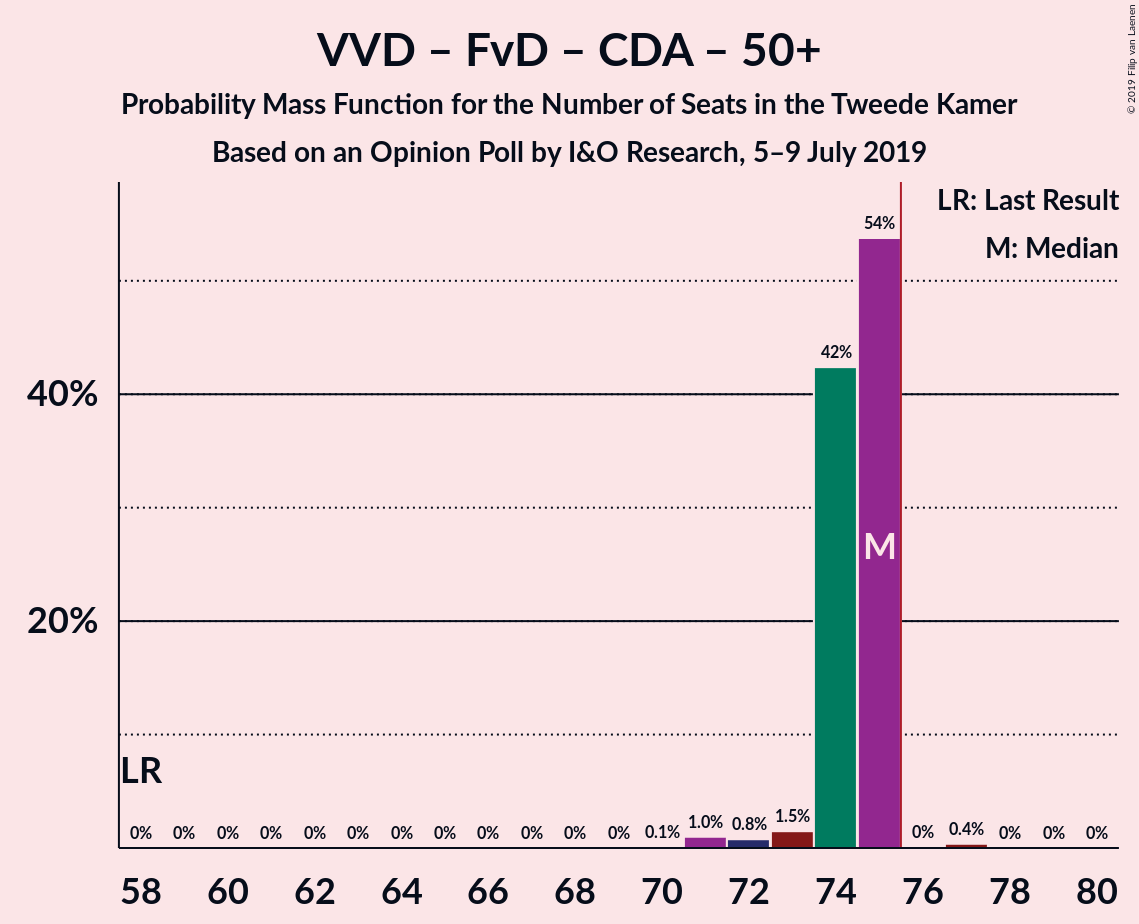 VVD – FvD – CDA – 50+
Probability Mass Function for the Number of Seats in the Tweede Kamer
Based on an Opinion Poll by I&O Research, 5–9 July 2019
© 2019 Filip van Laenen
LR: Last Result
M: Median
40%
20%
LR
M
0% 0% 0% 0% 0% 0% 0% 0% 0% 0% 0% 0% 0.1% 1.0% 0.8% 1.5% 42% 54% 0% 0.4% 0% 0% 0%
58 60 62 64 66 68 70 72 74 76 78 80